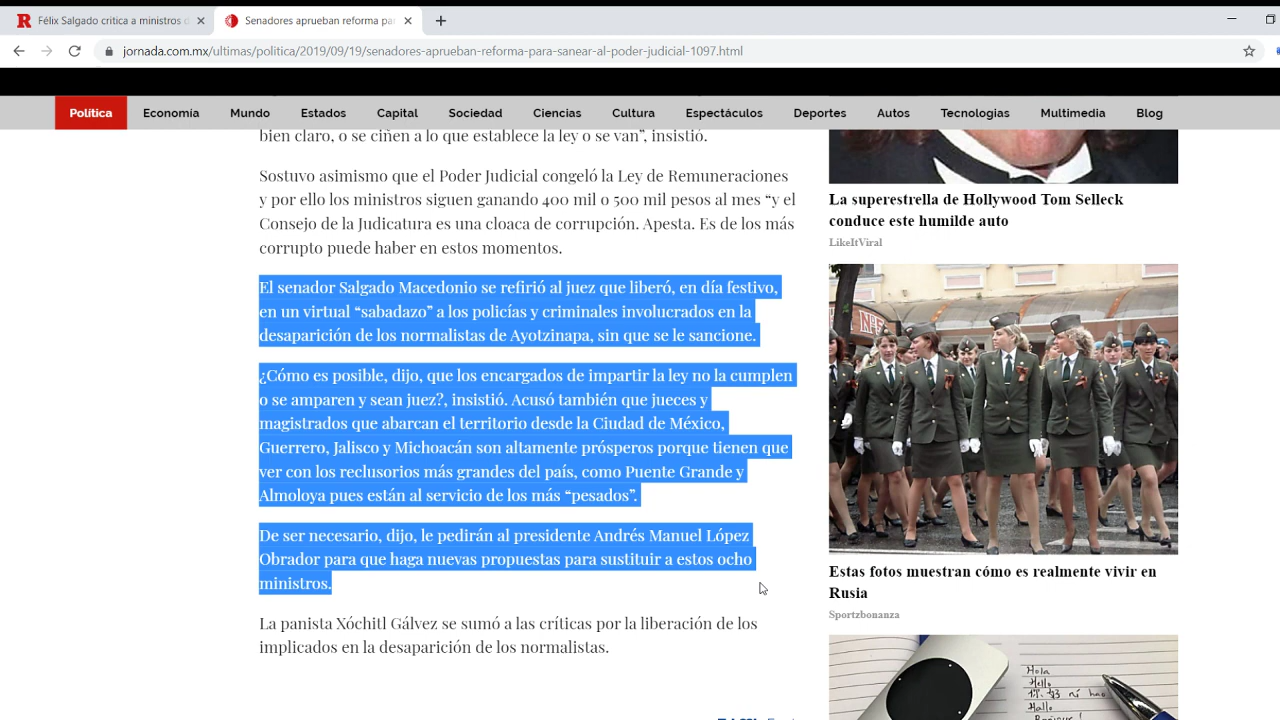 Félix Salgado critica a ministros d
Senadores aprueban reforma pa
jornada.com.mx/ultimas/politica/2019/09/19/senadores-aprueban-reforma-para-sanear-al-poder-judicial-1097.html
Política Economía Mundo Estados Capital Sociedad Ciencias Cultura Espectáculos Deportes Autos Tecnologias Multimedia Blog
bien claro, o se ciñen a lo que establece la ley o se van”, insistió.
Sostuvo asimismo que el Poder Judicial congeló la Ley de Remuneraciones
y por ello los ministros siguen ganando 400 mil o 500 mil pesos al mes “y el
Consejo de la Judicatura es una cloaca de corrupción. Apesta. Es de los más
corrupto puede haber en estos momentos.
El senador Salgado Macedonio se refirió al juez que liberó, en día festivo,
en un virtual “sabadazo” a los policías y criminales involucrados en la
desaparición de los normalistas de Ayotzinapa, sin que se le sancione.
¿Cómo es posible, dijo, que los encargados de impartir la ley no la cumplen
o se amparen y sean juez?, insistió. Acusó también que jueces y
magistrados que abarcan el territorio desde la Ciudad de México,
Guerrero, Jalisco y Michoacán son altamente prósperos porque tienen que
ver con los reclusorios más grandes del país, como Puente Grande y
Almoloya pues están al servicio de los más “pesados”.
De ser necesario, dijo, le pedirán al presidente Andrés Manuel López
Obrador para que haga nuevas propuestas para sustituir a estos ocho
ministros.
La panista Xóchitl Gálvez se sumó a las críticas por la liberación de los
implicados en la desaparición de los normalistas.
La superestrella de Hollywood Tom Selleck
conduce este humilde auto
LikeItViral
Estas fotos muestran cómo es realmente vivir en
Rusia
Sportzbonanza
Hola
Hello
Hallo